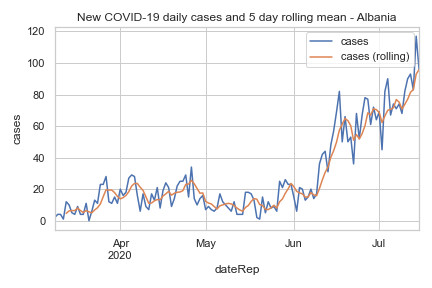 New COVID-19 daily cases and 5 day rolling mean - Albania
cases
cases (rolling)
120
100
80
60
40
20
0
cases
Apr
2020
May
Jun
Jul
dateRep